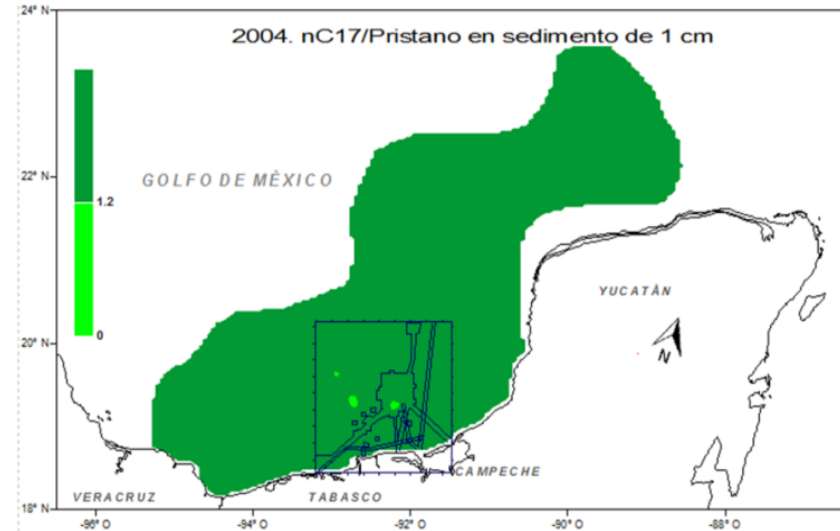 24° N
2004. nC17/Pristano en sedimento de 1 cm
22° N
GOLFO DE MÈXICO
1.2
YUCATÀN
20° N
0
N
CAMPECHE
VERACRUZ
TABASCO
18° N
-96° O
-94° O
-92° O
-90° O
-88° O